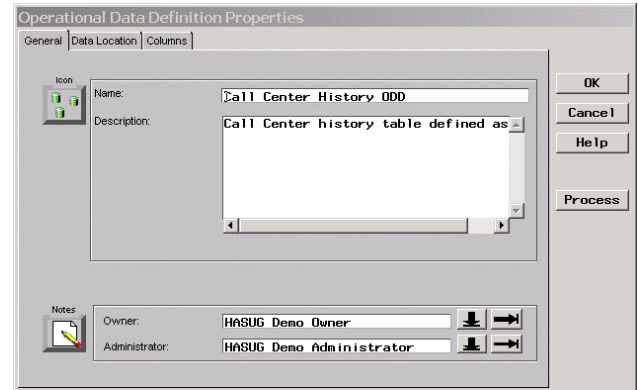 Operational Data Definition Properties
General Data Location Columns
Icon
Name: Call Center History ODD
Description: Call Center history table defined as
OK
Cancel
Help
Process
Notes
Owner: HASUG Demo Owner
Administrator: HASUG Demo Administrator